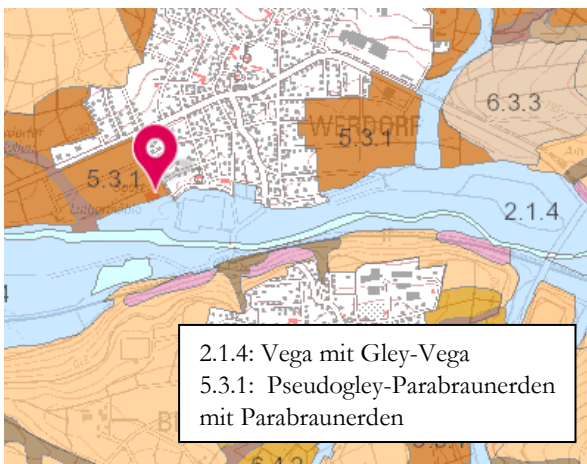 6.3.3
WERDORF
5.3.1
5.3.1
2.1.4
2.1.4: Vega mit Gley-Vega
5.3.1: Pseudogley-Parabraunerden
mit Parabraunerden